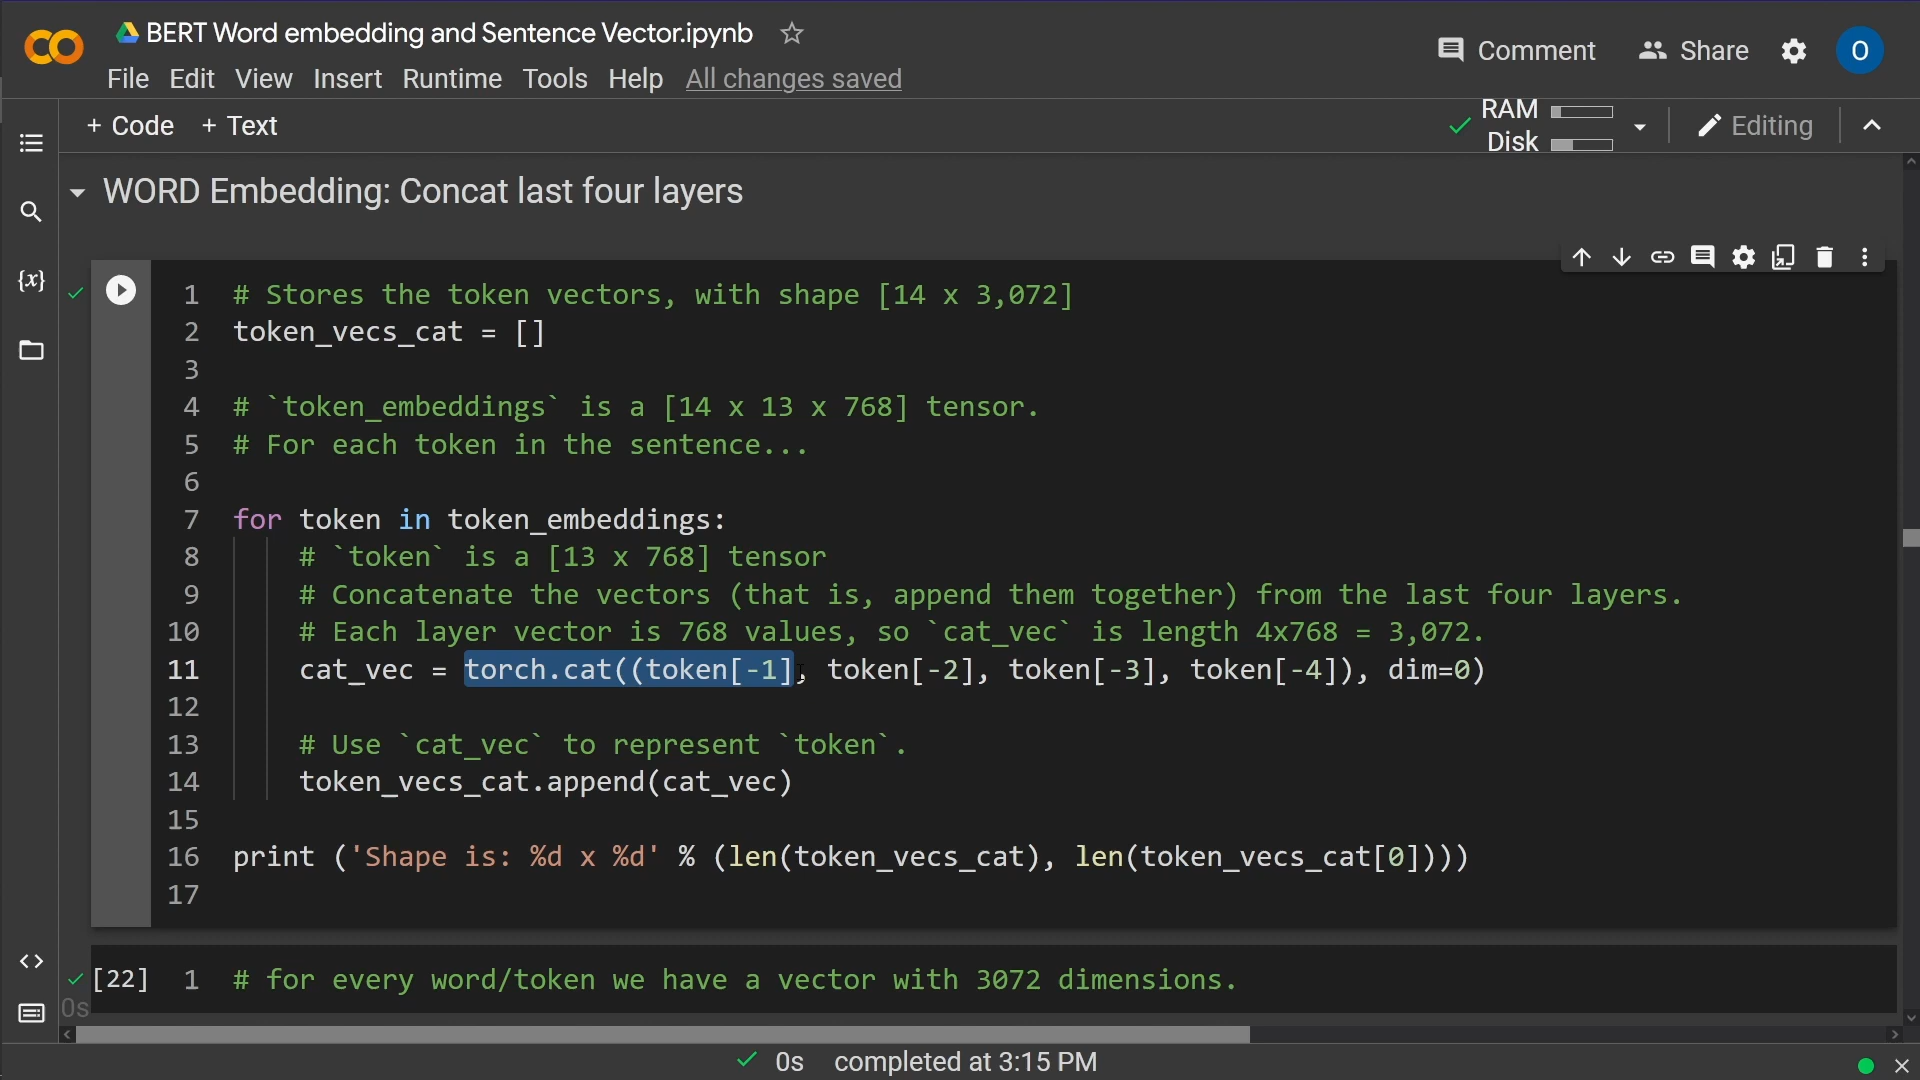 BERT Word embedding and Sentence Vector.ipynb
Comment Share O
File Edit View Insert Runtime Tools Help All changes saved
+ Code + Text
RAM
Disk
Editing
WORD Embedding: Concat last four layers
{x}
1 # Stores the token vectors, with shape [14 x 3,072]
2 token_vecs_cat = []
3
4 # `token_embeddings` is a [14 x 13 x 768] tensor.
5 # For each token in the sentence...
6
7 for token in token_embeddings:
8 # `token` is a [13 x 768] tensor
9 # Concatenate the vectors (that is, append them together) from the last four layers.
10 # Each layer vector is 768 values, so `cat_vec` is length 4x768 = 3,072.
11 cat_vec = torch.cat((token[-1], token[-2], token[-3], token[-4]), dim=0)
12
13 # Use `cat_vec` to represent `token`.
14 token_vecs_cat.append(cat_vec)
15
16 print ('Shape is: %d x %d' % (len(token_vecs_cat), len(token_vecs_cat[0])))
17
[22] 1 # for every word/token we have a vector with 3072 dimensions.
0s
0s completed at 3:15 PM